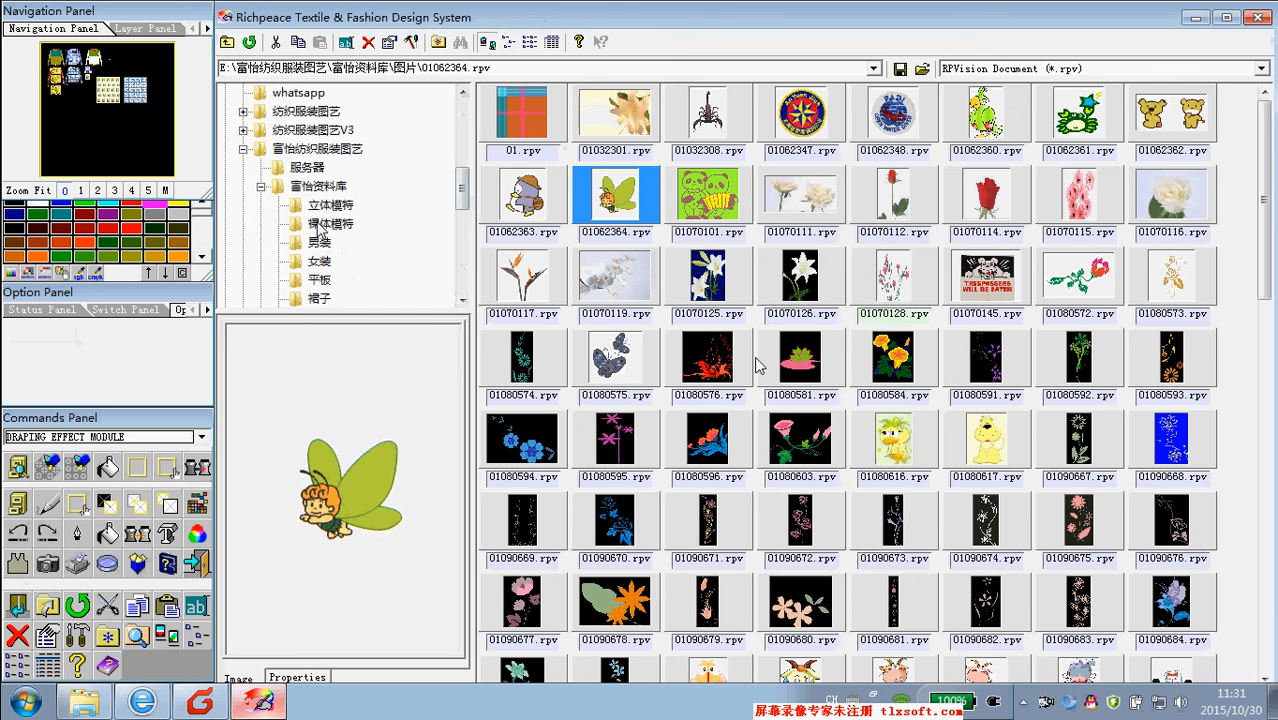 Navigation Panel
Navigation Panel Layer Panel
Zoom Fit 0 1 2 3 4 5 M
Option Panel
Status Panel Switch Panel Op
Commands Panel
DRAPING EFFECT MODULE
Richpeace Textile & Fashion Design System
E:\富怡纺织服装图艺\富怡资料库\图片\01062364.rpv
RPVision Document (*.rpv)
whatsapp
纺织服装图艺
纺织服装图艺V3
富怡纺织服装图艺
服务器
富怡资料库
立体模特
裸体模特
男装
女装
平板
裙子
Image Properties
01.rpv 01032301.rpv 01032308.rpv 01062347.rpv 01062348.rpv 01062360.rpv 01062361.rpv 01062362.rpv
TRESPASSERS
WILL BE EATEN
01062363.rpv 01062364.rpv 01070101.rpv 01070111.rpv 01070112.rpv 01070114.rpv 01070115.rpv 01070116.rpv
01070117.rpv 01070119.rpv 01070125.rpv 01070126.rpv 01070128.rpv 01070145.rpv 01080572.rpv 01080573.rpv
01080574.rpv 01080575.rpv 01080576.rpv 01080581.rpv 01080584.rpv 01080591.rpv 01080592.rpv 01080593.rpv
01080594.rpv 01080595.rpv 01080596.rpv 01080603.rpv 01080616.rpv 01080617.rpv 01090667.rpv 01090668.rpv
01090669.rpv 01090670.rpv 01090671.rpv 01090672.rpv 01090673.rpv 01090674.rpv 01090675.rpv 01090676.rpv
01090677.rpv 01090678.rpv 01090679.rpv 01090680.rpv 01090681.rpv 01090682.rpv 01090683.rpv 01090684.rpv
CH 100% 11:31
2015/10/30
屏幕录像专家未注册 tlxsoft.com